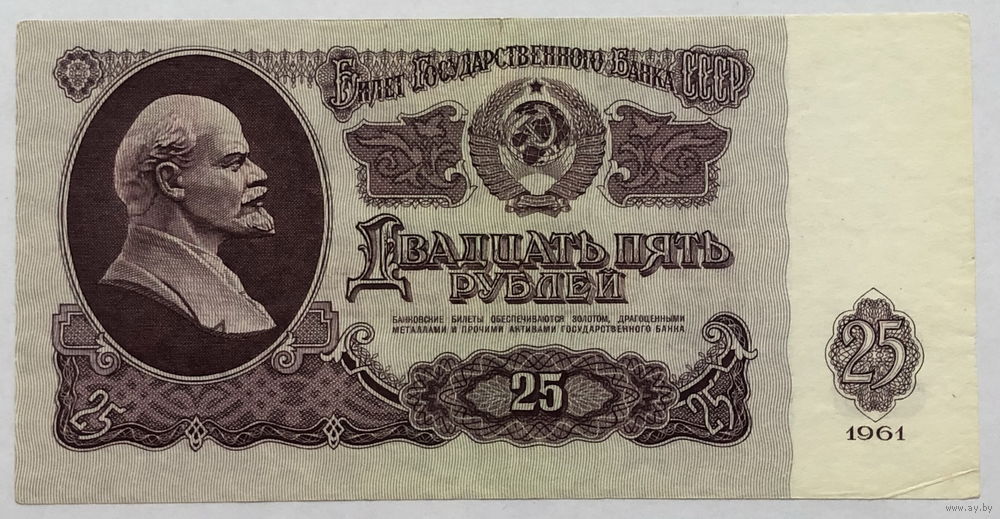 Билет Государственного Банка СССР
Двадцать пять
рублей
БАНКОВСКИЕ БИЛЕТЫ ОБЕСПЕЧИВАЮТСЯ ЗОЛОТОМ, ДРАГОЦЕННЫМИ
МЕТАЛЛАМИ И ПРОЧИМИ АКТИВАМИ ГОСУДАРСТВЕННОГО БАНКА
25
25
25
25
1961
www.ay.by